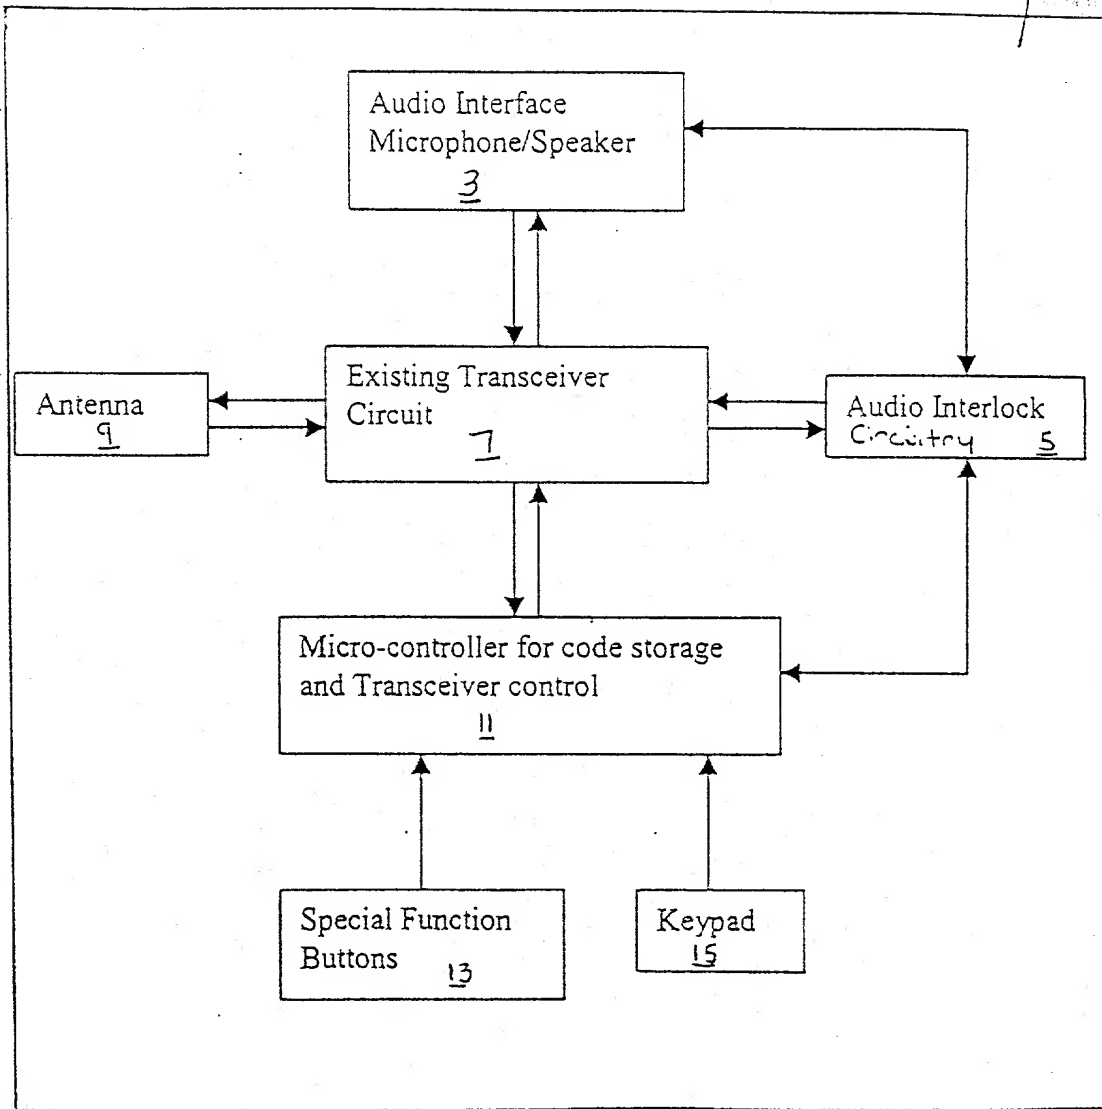 Audio Interface
Microphone/Speaker
3
Existing Transceiver
Circuit
7
Antenna
9
Audio Interlock
Circuitry 5
Micro-controller for code storage
and Transceiver control
11
Special Function
Buttons 13
Keypad
15